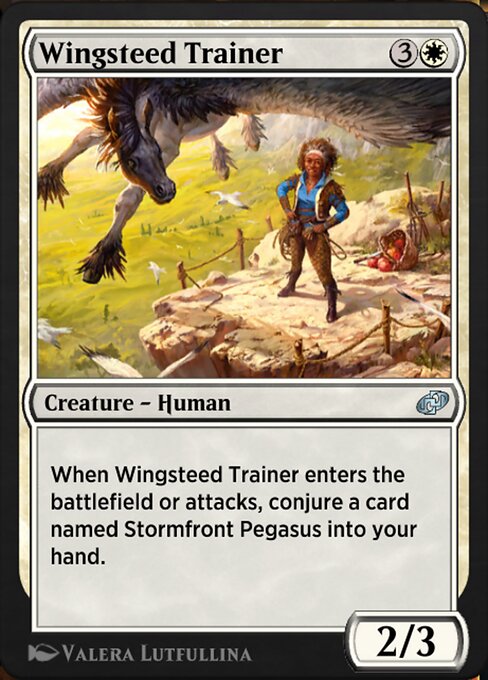 Wingsteed Trainer 3
Creature – Human
When Wingsteed Trainer enters the
battlefield or attacks, conjure a card
named Stormfront Pegasus into your
hand.
2/3
Valera Lutfullina